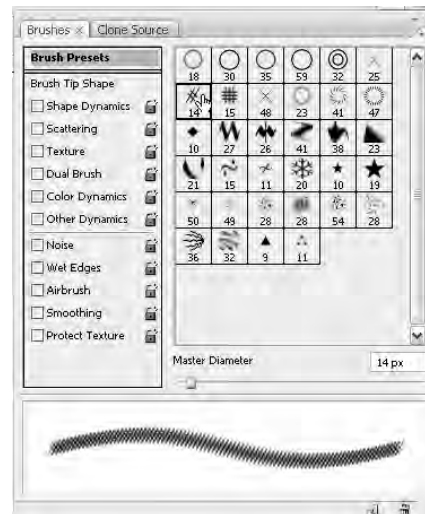 Brushes × Clone Source
Brush Presets
Brush Tip Shape
Shape Dynamics
Scattering
Texture
Dual Brush
Color Dynamics
Other Dynamics
Noise
Wet Edges
Airbrush
Smoothing
Protect Texture
18 30 35 59 32 25
14 15 48 23 41 47
10 27 26 41 38 23
21 15 11 20 10 19
50 49 28 28 54 28
36 32 9 11
Master Diameter 14 px